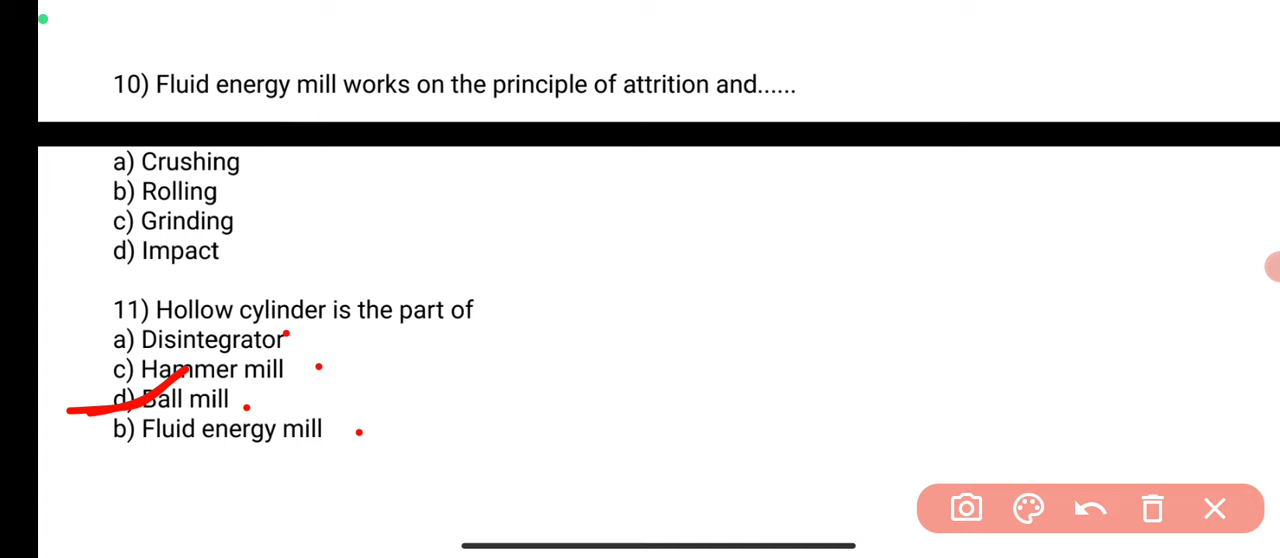 10) Fluid energy mill works on the principle of attrition and......
a) Crushing
b) Rolling
c) Grinding
d) Impact
11) Hollow cylinder is the part of
a) Disintegrator
c) Hammer mill
d) Ball mill
b) Fluid energy mill